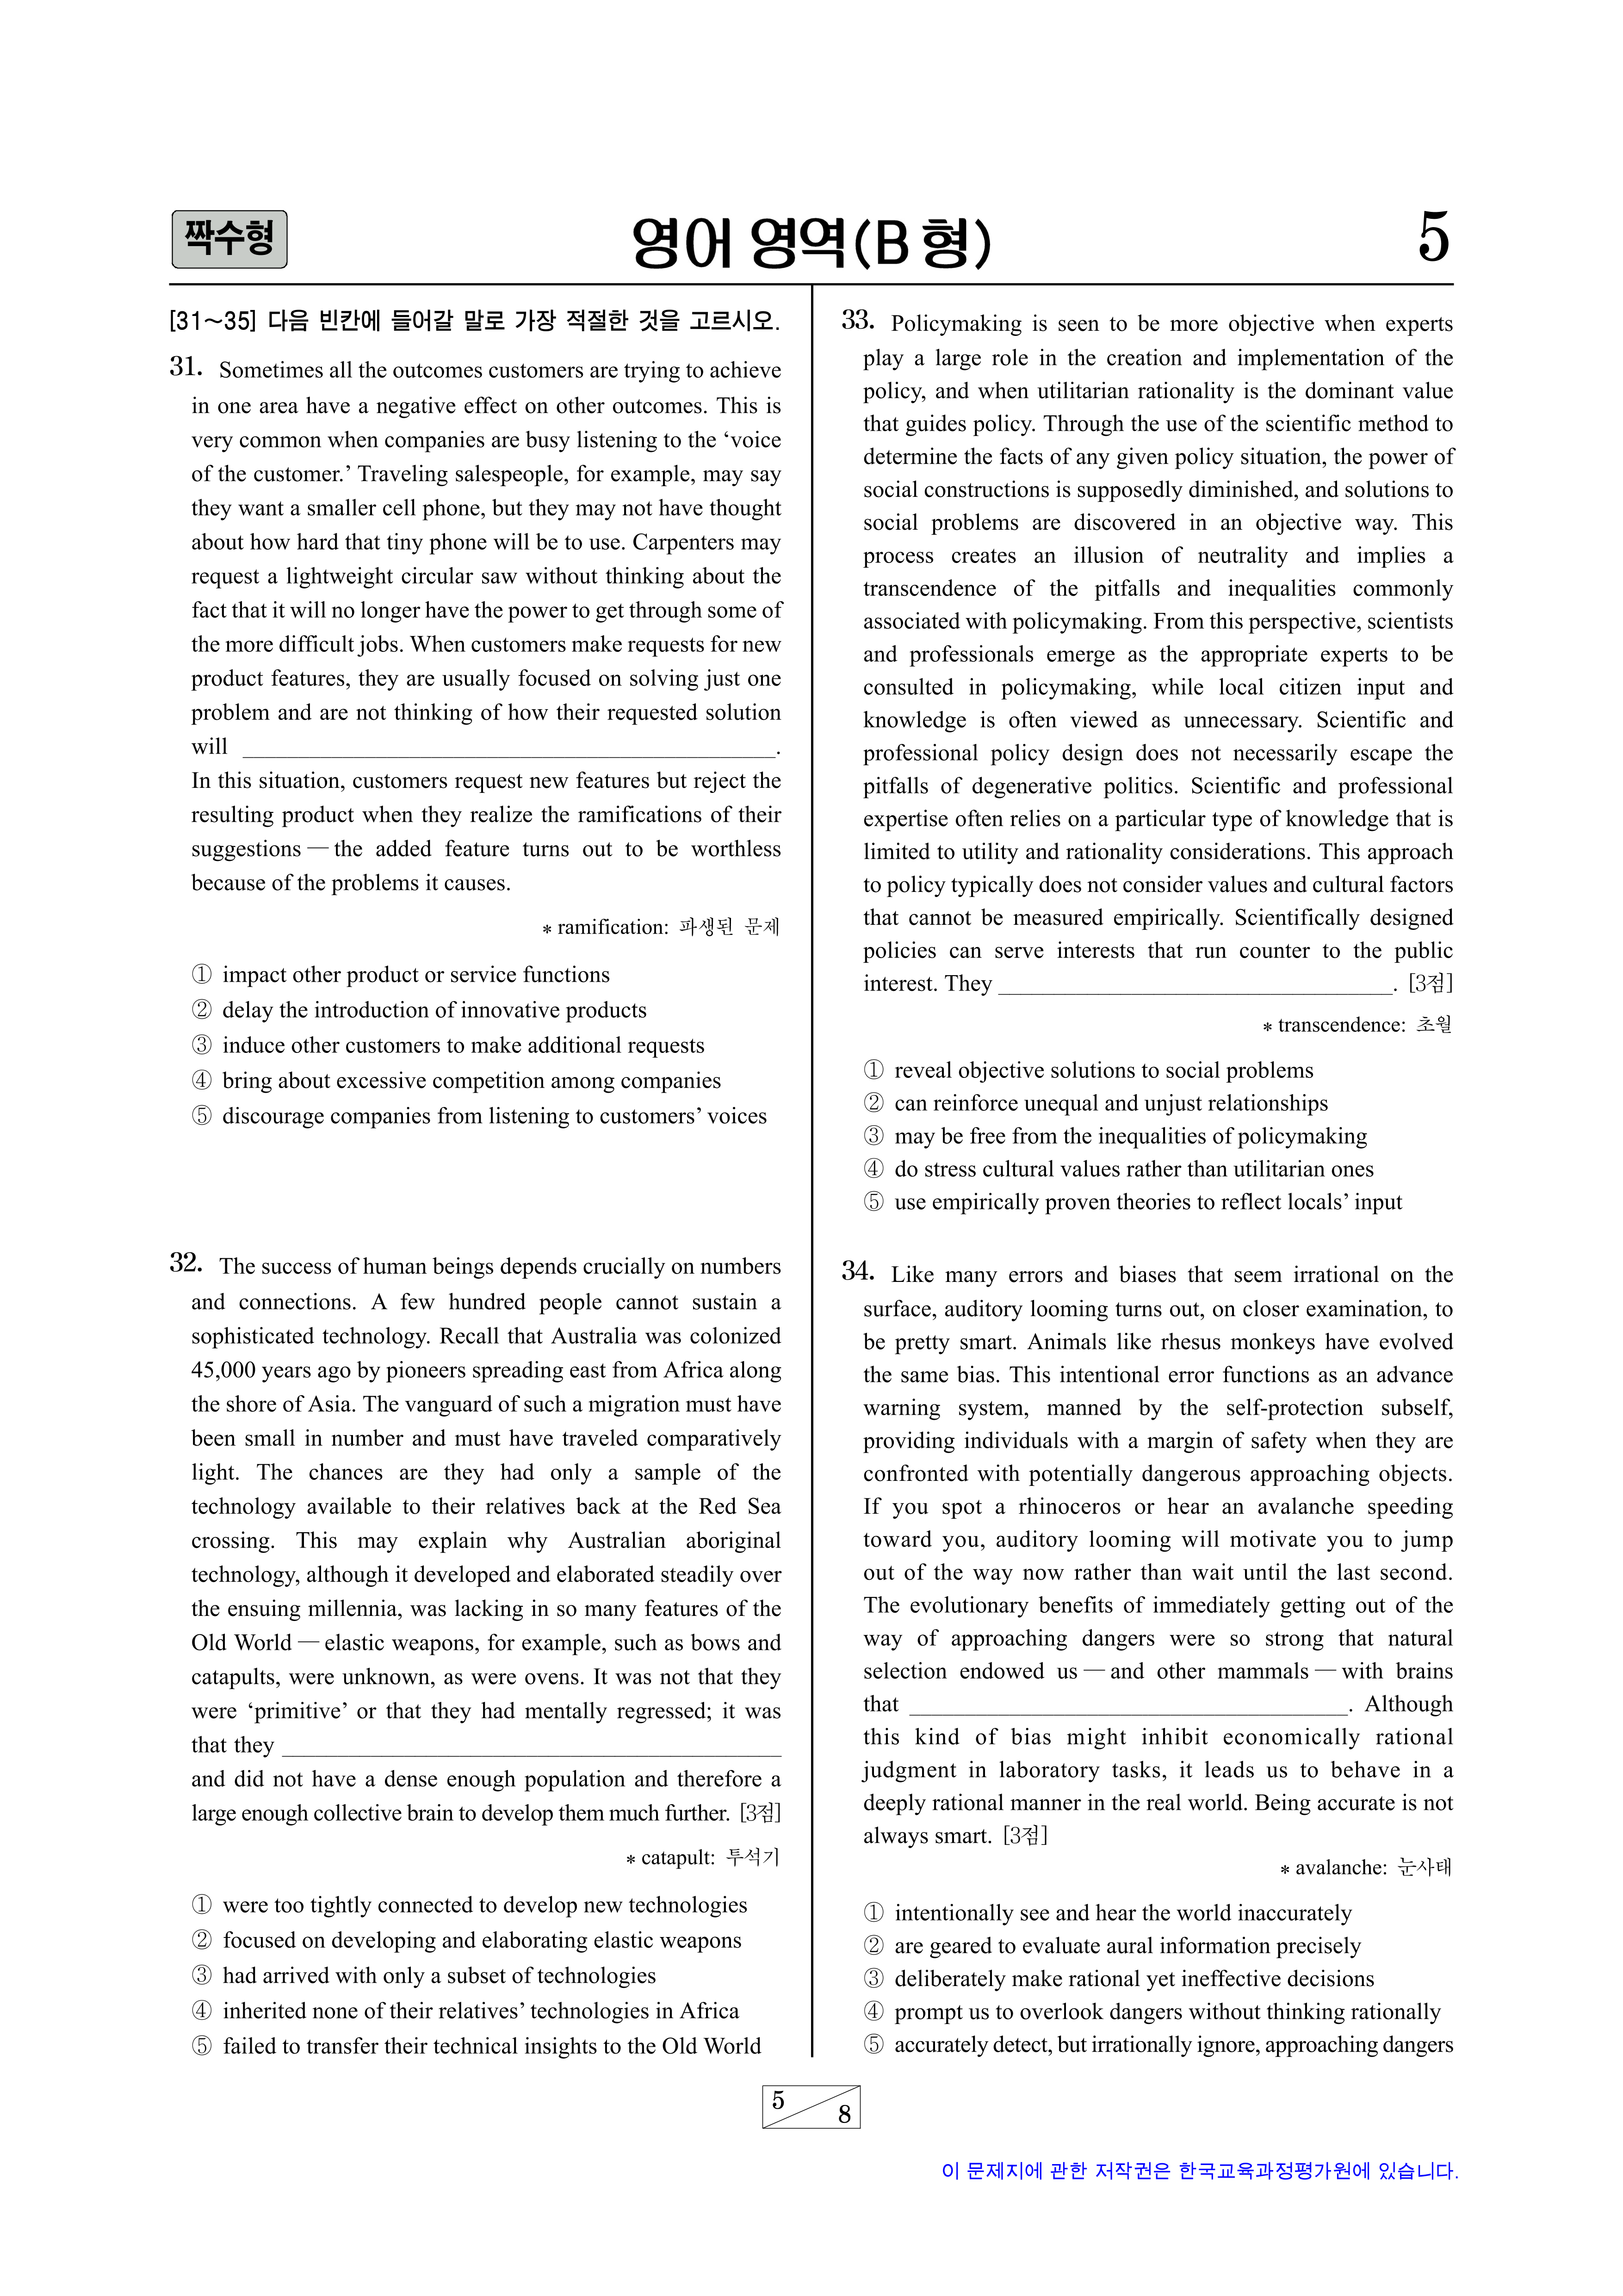 짝수형
영어 영역(B 형)
5
[31～35] 다음 빈칸에 들어갈 말로 가장 적절한 것을 고르시오.
31. Sometimes all the outcomes customers are trying to achieve
in one area have a negative effect on other outcomes. This is
very common when companies are busy listening to the ‘voice
of the customer.’ Traveling salespeople, for example, may say
they want a smaller cell phone, but they may not have thought
about how hard that tiny phone will be to use. Carpenters may
request a lightweight circular saw without thinking about the
fact that it will no longer have the power to get through some of
the more difficult jobs. When customers make requests for new
product features, they are usually focused on solving just one
problem and are not thinking of how their requested solution
will ________________________________.
In this situation, customers request new features but reject the
resulting product when they realize the ramifications of their
suggestions — the added feature turns out to be worthless
because of the problems it causes.
* ramification: 파생된 문제
① impact other product or service functions
② delay the introduction of innovative products
③ induce other customers to make additional requests
④ bring about excessive competition among companies
⑤ discourage companies from listening to customers’ voices
32. The success of human beings depends crucially on numbers
and connections. A few hundred people cannot sustain a
sophisticated technology. Recall that Australia was colonized
45,000 years ago by pioneers spreading east from Africa along
the shore of Asia. The vanguard of such a migration must have
been small in number and must have traveled comparatively
light. The chances are they had only a sample of the
technology available to their relatives back at the Red Sea
crossing. This may explain why Australian aboriginal
technology, although it developed and elaborated steadily over
the ensuing millennia, was lacking in so many features of the
Old World — elastic weapons, for example, such as bows and
catapults, were unknown, as were ovens. It was not that they
were ‘primitive’ or that they had mentally regressed; it was
that they ________________________________
and did not have a dense enough population and therefore a
large enough collective brain to develop them much further. [3점]
* catapult: 투석기
① were too tightly connected to develop new technologies
② focused on developing and elaborating elastic weapons
③ had arrived with only a subset of technologies
④ inherited none of their relatives’ technologies in Africa
⑤ failed to transfer their technical insights to the Old World
33. Policymaking is seen to be more objective when experts
play a large role in the creation and implementation of the
policy, and when utilitarian rationality is the dominant value
that guides policy. Through the use of the scientific method to
determine the facts of any given policy situation, the power of
social constructions is supposedly diminished, and solutions to
social problems are discovered in an objective way. This
process creates an illusion of neutrality and implies a
transcendence of the pitfalls and inequalities commonly
associated with policymaking. From this perspective, scientists
and professionals emerge as the appropriate experts to be
consulted in policymaking, while local citizen input and
knowledge is often viewed as unnecessary. Scientific and
professional policy design does not necessarily escape the
pitfalls of degenerative politics. Scientific and professional
expertise often relies on a particular type of knowledge that is
limited to utility and rationality considerations. This approach
to policy typically does not consider values and cultural factors
that cannot be measured empirically. Scientifically designed
policies can serve interests that run counter to the public
interest. They ________________________________. [3점]
* transcendence: 초월
① reveal objective solutions to social problems
② can reinforce unequal and unjust relationships
③ may be free from the inequalities of policymaking
④ do stress cultural values rather than utilitarian ones
⑤ use empirically proven theories to reflect locals’ input
34. Like many errors and biases that seem irrational on the
surface, auditory looming turns out, on closer examination, to
be pretty smart. Animals like rhesus monkeys have evolved
the same bias. This intentional error functions as an advance
warning system, manned by the self-protection subself,
providing individuals with a margin of safety when they are
confronted with potentially dangerous approaching objects.
If you spot a rhinoceros or hear an avalanche speeding
toward you, auditory looming will motivate you to jump
out of the way now rather than wait until the last second.
The evolutionary benefits of immediately getting out of the
way of approaching dangers were so strong that natural
selection endowed us — and other mammals — with brains
that ________________________________. Although
this kind of bias might inhibit economically rational
judgment in laboratory tasks, it leads us to behave in a
deeply rational manner in the real world. Being accurate is not
always smart. [3점]
* avalanche: 눈사태
① intentionally see and hear the world inaccurately
② are geared to evaluate aural information precisely
③ deliberately make rational yet ineffective decisions
④ prompt us to overlook dangers without thinking rationally
⑤ accurately detect, but irrationally ignore, approaching dangers
5
8
이 문제지에 관한 저작권은 한국교육과정평가원에 있습니다.